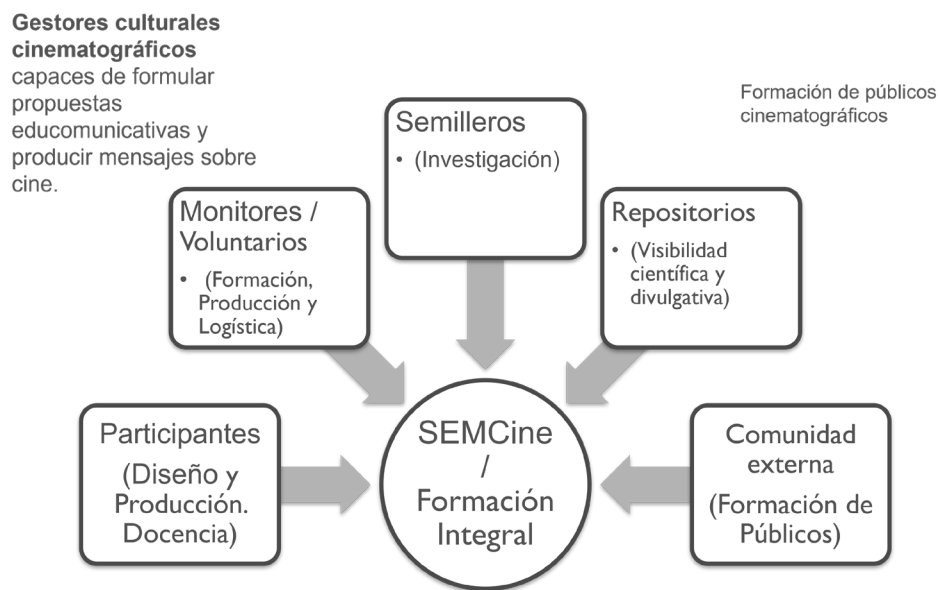 Gestores culturales
cinematográficos
capaces de formular
propuestas
educomunicativas y
producir mensajes sobre
cine.
Formación de públicos
cinematográficos
Semilleros
• (Investigación)
Monitores /
Voluntarios
• (Formación,
Producción y
Logística)
Repositorios
• (Visibilidad
científica y
divulgativa)
Participantes
(Diseño y
Producción.
Docencia)
SEMCine
/
Formación
Integral
Comunidad
externa
(Formación de
Públicos)